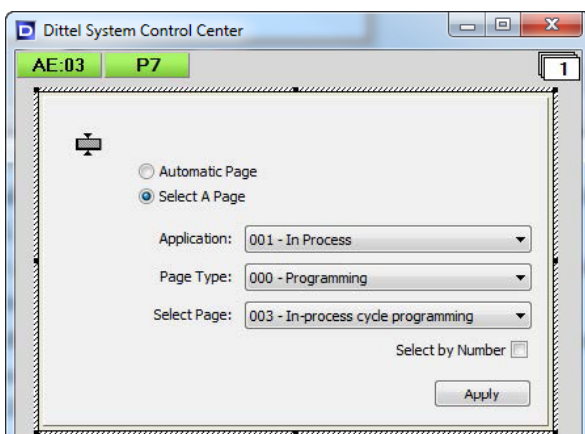 Dittel System Control Center
AE:03 P7 1
Automatic Page
Select A Page
Application: 001 - In Process
Page Type: 000 - Programming
Select Page: 003 - In-process cycle programming
Select by Number
Apply